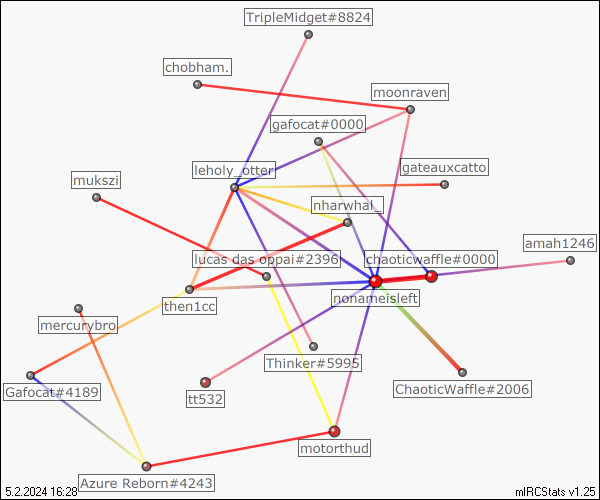 TripleMidget#8824
chobham.
moonraven
gafocat#0000
leholy_otter
gateauxcatto
mukszi
nharwhal_
amah1246
lucas das oppai#2396
chaoticwaffle#0000
nonameisleft
then1cc
mercurybro
Thinker#5995
Gafocat#4189
tt532
ChaoticWaffle#2006
motorthud
Azure Reborn#4243
5.2.2024 16:28
mIRCStats v1.25